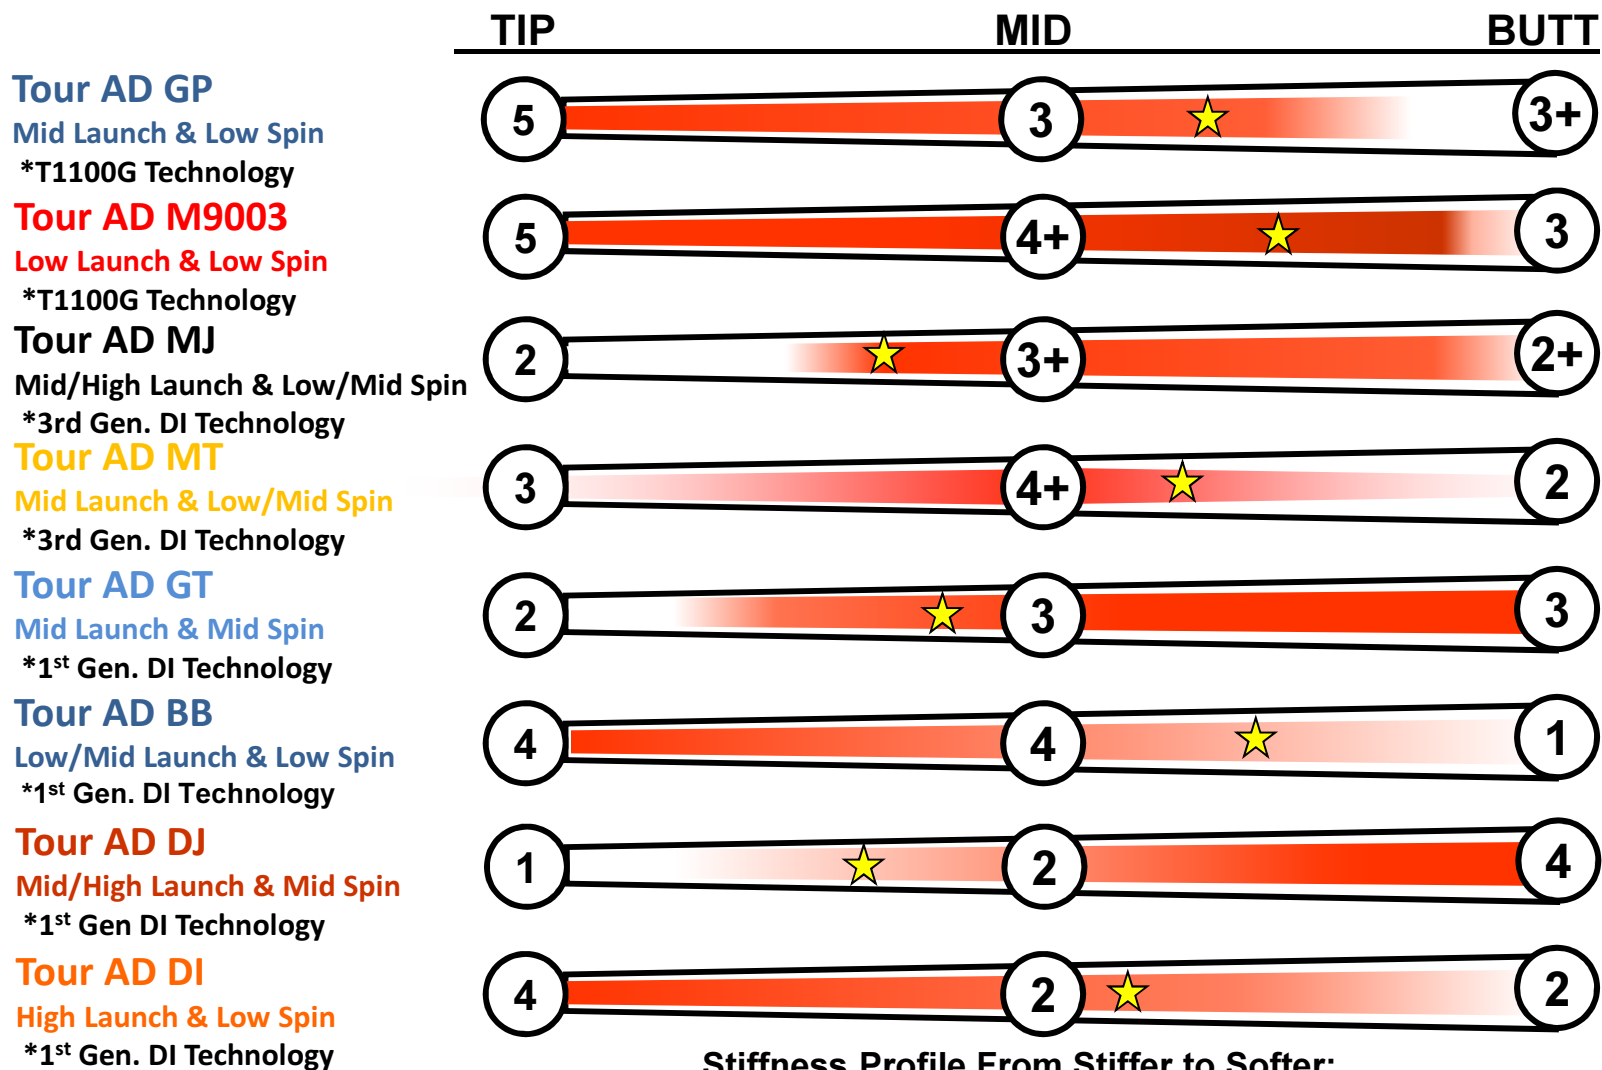 TIP MID BUTT
Tour AD GP
Mid Launch & Low Spin
*T1100G Technology
5 3 3+
Tour AD M9003
Low Launch & Low Spin
*T1100G Technology
5 4+ 3
Tour AD MJ
Mid/High Launch & Low/Mid Spin
*3rd Gen. DI Technology
2 3+ 2+
Tour AD MT
Mid Launch & Low/Mid Spin
*3rd Gen. DI Technology
3 4+ 2
Tour AD GT
Mid Launch & Mid Spin
*1st Gen. DI Technology
2 3 3
Tour AD BB
Low/Mid Launch & Low Spin
*1st Gen. DI Technology
4 4 1
Tour AD DJ
Mid/High Launch & Mid Spin
*1st Gen DI Technology
1 2 4
Tour AD DI
High Launch & Low Spin
*1st Gen. DI Technology
4 2 2
Stiffness Profile From Stiffer to Softer: